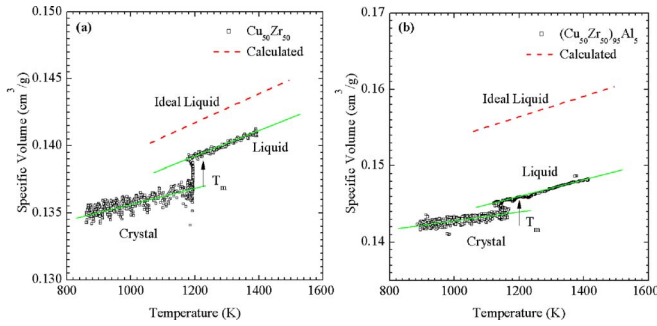 (a)
Cu50Zr50
Calculated
Ideal Liquid
Liquid
Tm
Crystal
0.150
0.145
0.140
0.135
0.130
Specific Volume (cm3/g)
800 1000 1200 1400 1600
Temperature (K)
(b)
(Cu50Zr50)95Al5
Calculated
Ideal Liquid
Liquid
Tm
Crystal
0.17
0.16
0.15
0.14
Specific Volume (cm3/g)
800 1000 1200 1400 1600
Temperature (K)